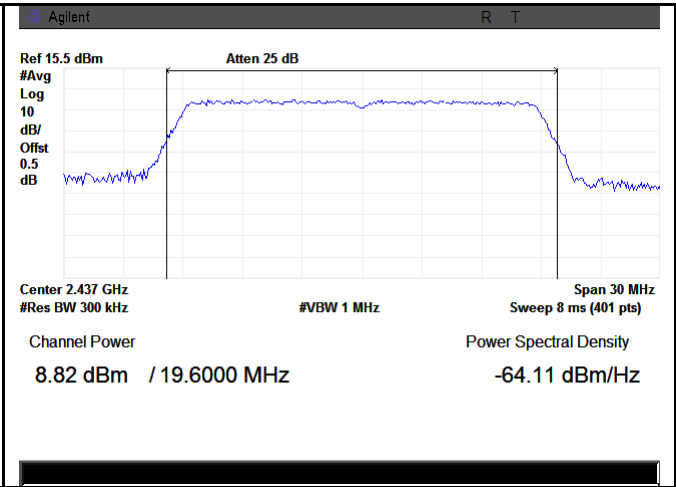 Agilent R T
Ref 15.5 dBm Atten 25 dB
#Avg
Log
10
dB/
Offst
0.5
dB
Center 2.437 GHz Span 30 MHz
#Res BW 300 kHz #VBW 1 MHz Sweep 8 ms (401 pts)
Channel Power Power Spectral Density
8.82 dBm / 19.6000 MHz -64.11 dBm/Hz